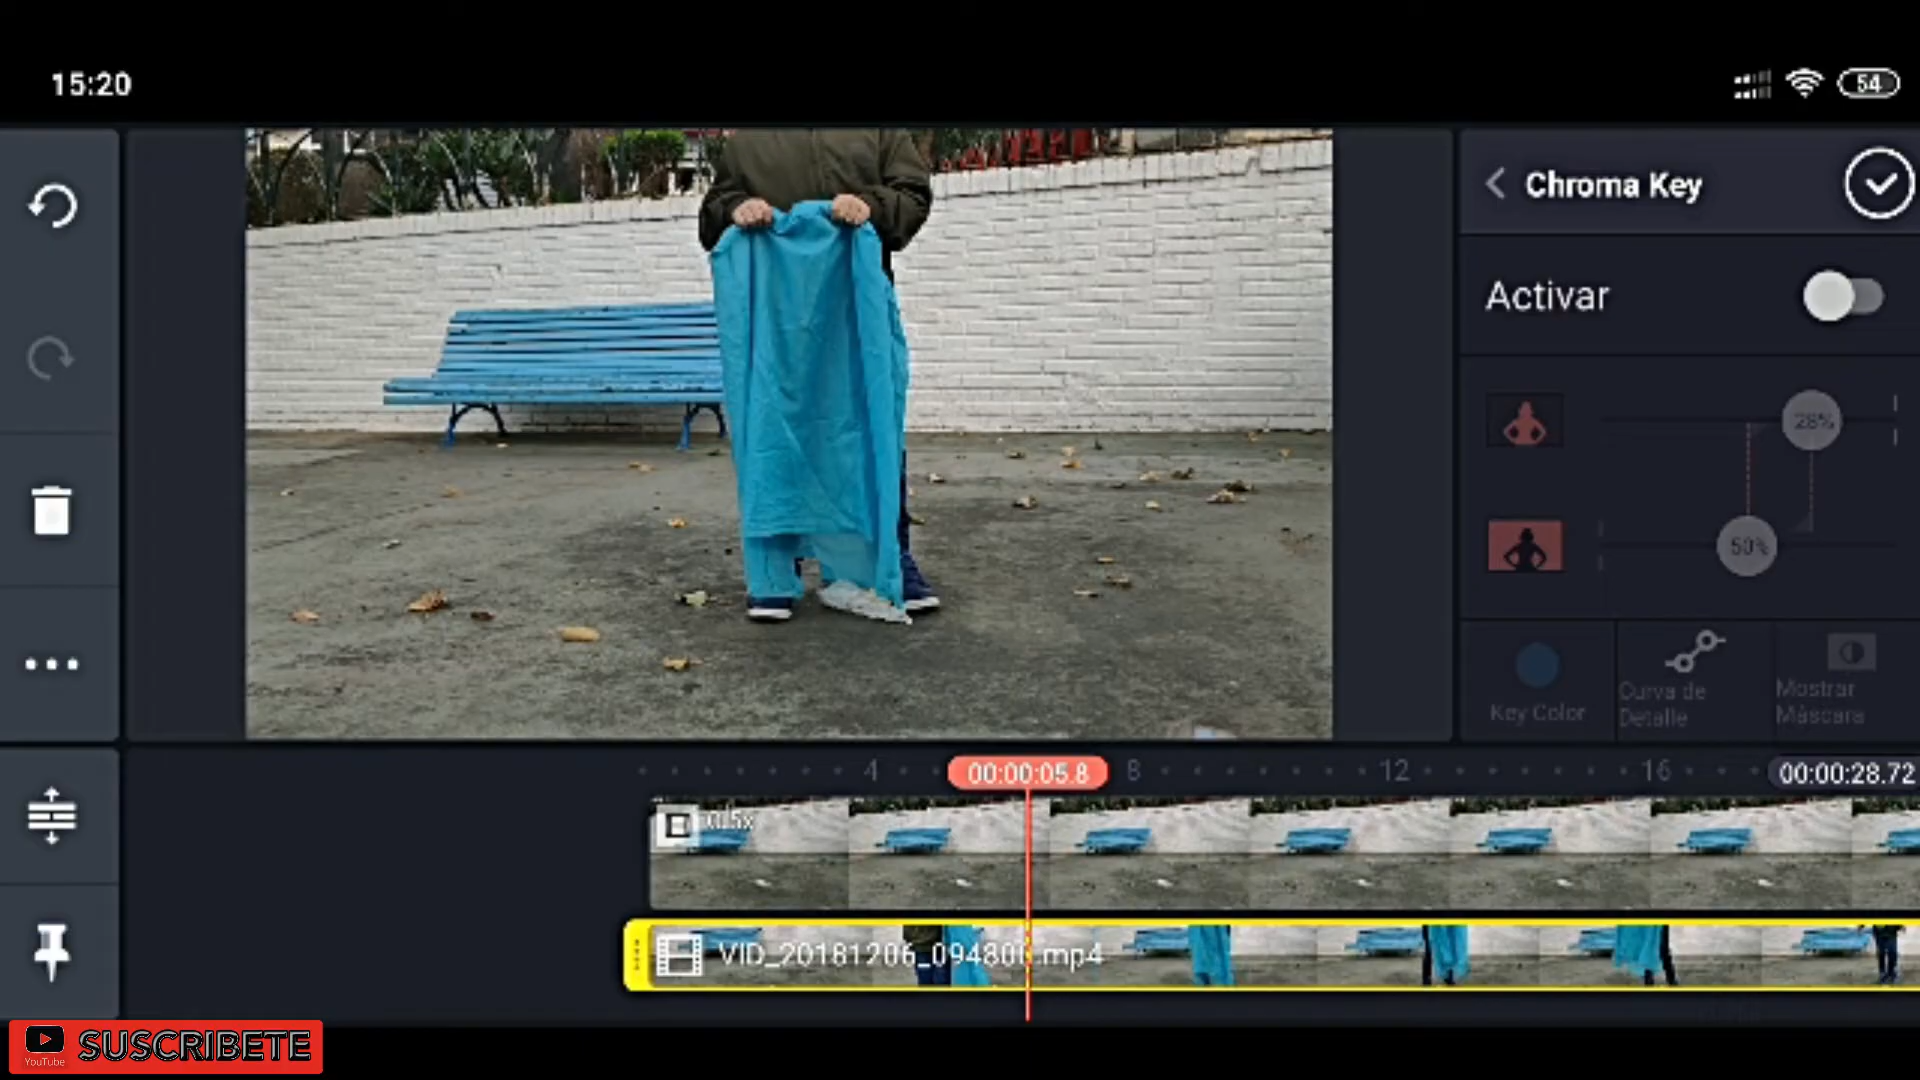 15:20
54
Chroma Key
Activar
28%
50%
Key Color
Curva de
Detalle
Mostrar
Máscara
4
00:00:05.8
8
12
16
00:00:28.72
0.5x
VID_20181206_09480
.mp4
YouTube
SUSCRIBETE